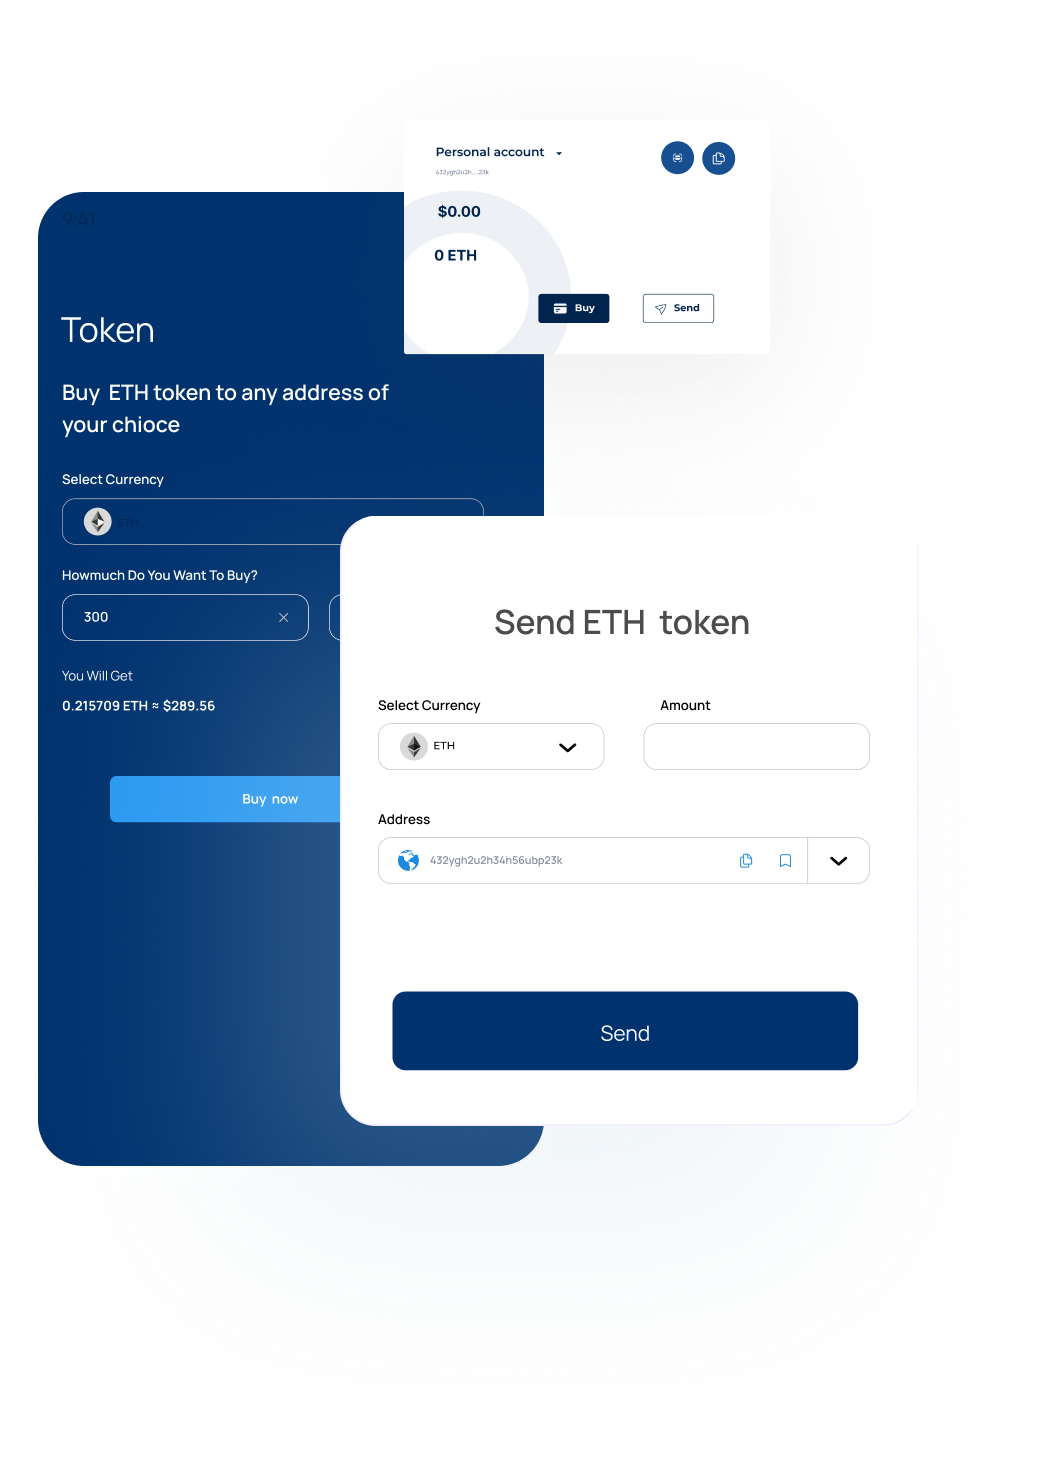 Personal account
432ygh2u2h....23k
$0.00
0 ETH
Buy
Send
9:41
Token
Buy ETH token to any address of
your chioce
Select Currency
ETH
Howmuch Do You Want To Buy?
300
You Will Get
0.215709 ETH ≈ $289.56
Buy now
Send ETH token
Select Currency
Amount
ETH
Address
432ygh2u2h34h56ubp23k
Send